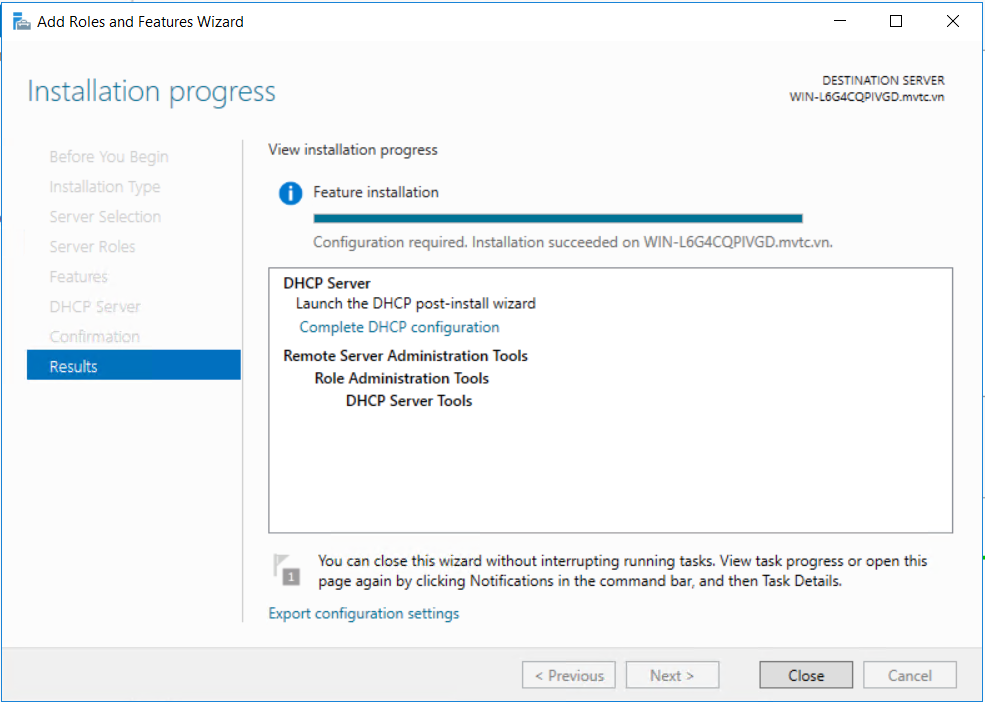 Add Roles and Features Wizard
Installation progress
DESTINATION SERVER
WIN-L6G4CQPIVGD.mvtc.vn
Before You Begin
Installation Type
Server Selection
Server Roles
Features
DHCP Server
Confirmation
Results
View installation progress
Feature installation
Configuration required. Installation succeeded on WIN-L6G4CQPIVGD.mvtc.vn.
DHCP Server
Launch the DHCP post-install wizard
Complete DHCP configuration
Remote Server Administration Tools
Role Administration Tools
DHCP Server Tools
1
You can close this wizard without interrupting running tasks. View task progress or open this
page again by clicking Notifications in the command bar, and then Task Details.
Export configuration settings
< Previous
Next >
Close
Cancel